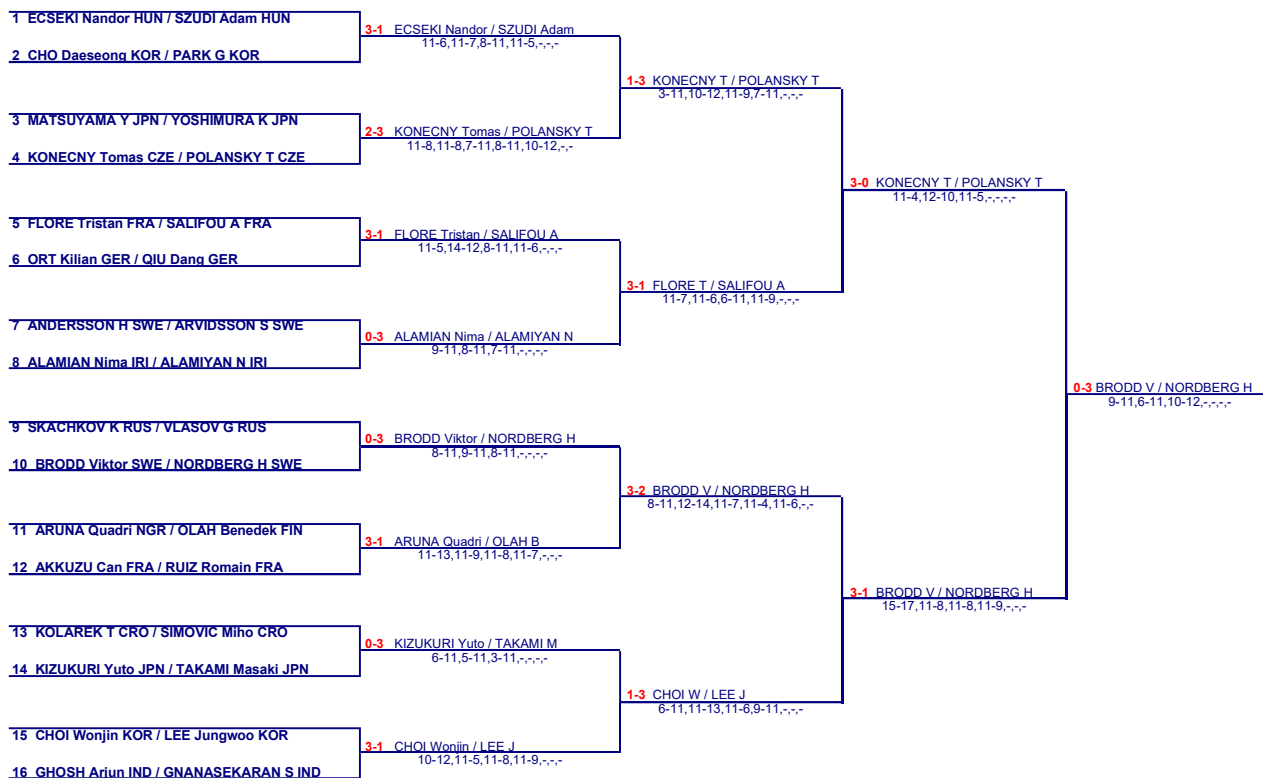 1 ECSEKI Nandor HUN / SZUDI Adam HUN
2 CHO Daeseong KOR / PARK G KOR
3 MATSUYAMA Y JPN / YOSHIMURA K JPN
4 KONECNY Tomas CZE / POLANSKY T CZE
5 FLORE Tristan FRA / SALIFOU A FRA
6 ORT Kilian GER / QIU Dang GER
7 ANDERSSON H SWE / ARVIDSSON S SWE
8 ALAMIAN Nima IRI / ALAMIYAN N IRI
9 SKACHKOV K RUS / VLASOV G RUS
10 BRODD Viktor SWE / NORDBERG H SWE
11 ARUNA Quadri NGR / OLAH Benedek FIN
12 AKKUZU Can FRA / RUIZ Romain FRA
13 KOLAREK T CRO / SIMOVIC Miho CRO
14 KIZUKURI Yuto JPN / TAKAMI Masaki JPN
15 CHOI Wonjin KOR / LEE Jungwoo KOR
16 GHOSH Arjun IND / GNANASEKARAN S IND
3-1 ECSEKI Nandor / SZUDI Adam
11-6,11-7,8-11,11-5,-,-,-
2-3 KONECNY Tomas / POLANSKY T
11-8,11-8,7-11,8-11,10-12,-,-
3-1 FLORE Tristan / SALIFOU A
11-5,14-12,8-11,11-6,-,-,-
0-3 ALAMIAN Nima / ALAMIYAN N
9-11,8-11,7-11,-,-,-,-
0-3 BRODD Viktor / NORDBERG H
8-11,9-11,8-11,-,-,-,-
3-1 ARUNA Quadri / OLAH B
11-13,11-9,11-8,11-7,-,-,-
0-3 KIZUKURI Yuto / TAKAMI M
6-11,5-11,3-11,-,-,-,-
3-1 CHOI Wonjin / LEE J
10-12,11-5,11-8,11-9,-,-,-
1-3 KONECNY T / POLANSKY T
3-11,10-12,11-9,7-11,-,-,-
3-1 FLORE T / SALIFOU A
11-7,11-6,6-11,11-9,-,-,-
3-2 BRODD V / NORDBERG H
8-11,12-14,11-7,11-4,11-6,-,-
1-3 CHOI W / LEE J
6-11,11-13,11-6,9-11,-,-,-
3-0 KONECNY T / POLANSKY T
11-4,12-10,11-5,-,-,-,-
3-1 BRODD V / NORDBERG H
15-17,11-8,11-8,11-9,-,-,-
0-3 BRODD V / NORDBERG H
9-11,6-11,10-12,-,-,-,-